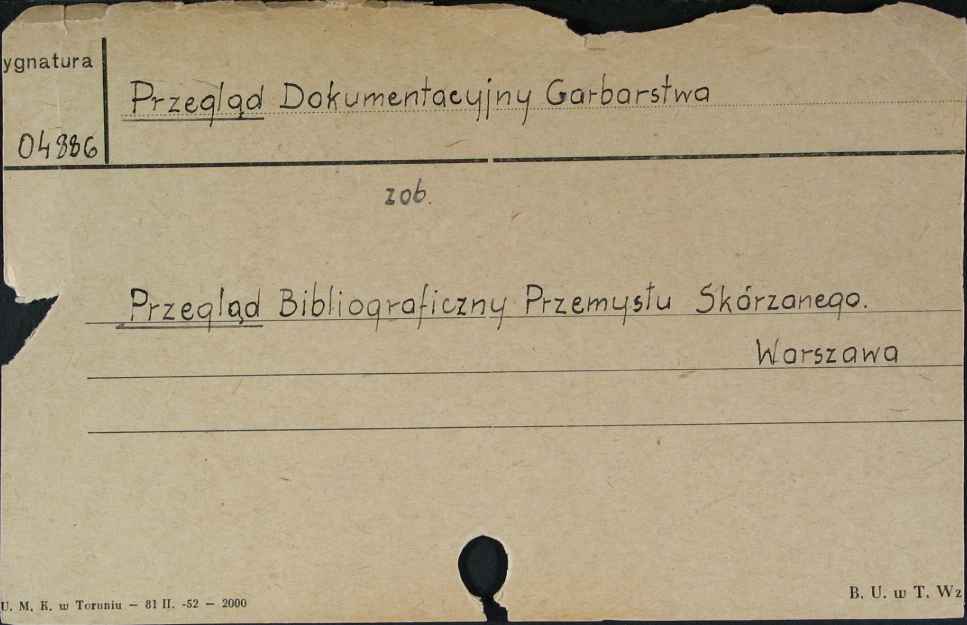 ygnatura
Przegląd Dokumentacyjny Garbarstwa
04886
zob.
Przegląd Bibliograficzny Przemysłu Skórzanego.
Warszawa
U. M. K. w Toruniu — 81 II. -52 — 2000
B. U. w T. Wz